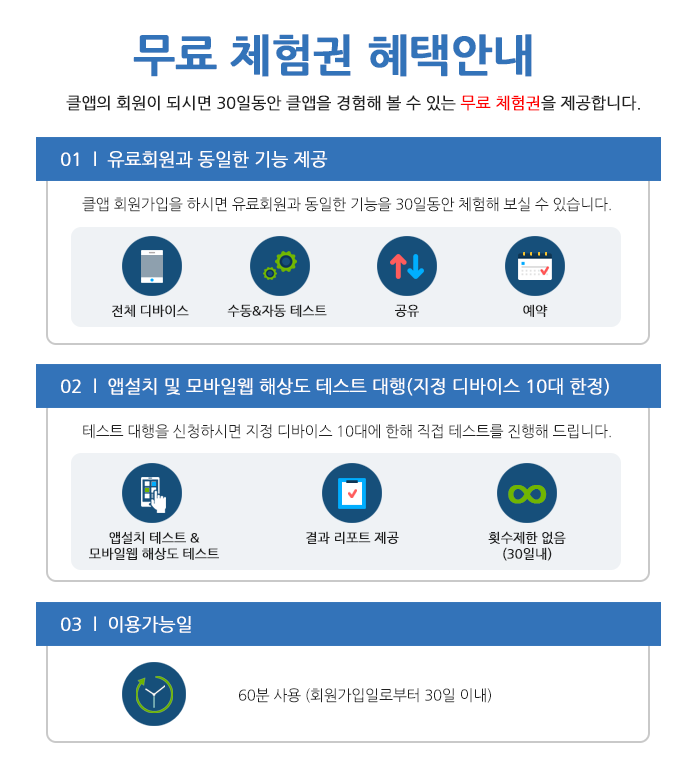 무료 체험권 혜택안내
클앱의 회원이 되시면 30일동안 클앱을 경험해 볼 수 있는 무료 체험권을 제공합니다.
01 | 유료회원과 동일한 기능 제공
클앱 회원가입을 하시면 유료회원과 동일한 기능을 30일동안 체험해 보실 수 있습니다.
전체 디바이스 수동&자동 테스트 공유 예약
02 | 앱설치 및 모바일웹 해상도 테스트 대행(지정 디바이스 10대 한정)
테스트 대행을 신청하시면 지정 디바이스 10대에 한해 직접 테스트를 진행해 드립니다.
앱설치 테스트 &
모바일웹 해상도 테스트
결과 리포트 제공
횟수제한 없음
(30일내)
03 | 이용가능일
60분 사용 (회원가입일로부터 30일 이내)